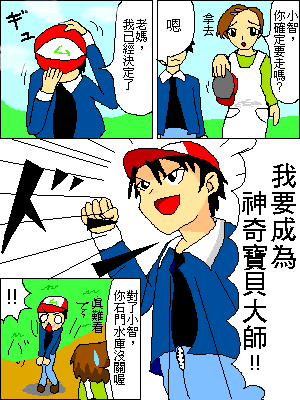 小智，
你確定要走嗎？
拿去
嗯
老媽，
我已經決定了
ギュ
我要成為
神奇寶貝大師!!
ドン
對了小智，
你石門水庫沒關喔
真難看
!!